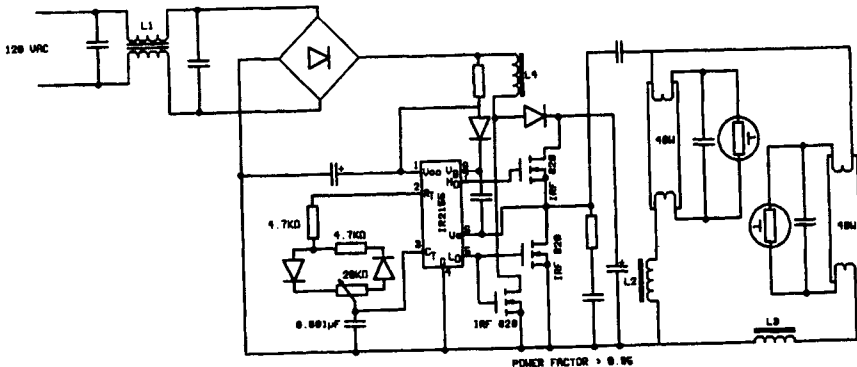 L1
120 VAC
L4
1
8
VCC
VB
7
HO
IRF 820
2
RT
IR2155
4.7KΩ
4.7KΩ
3
CT
6
VS
5
LO
4
IRF 820
20KΩ
0.001μF
IRF 820
40W
T
T
40W
L2
L3
POWER FACTOR > 0.95